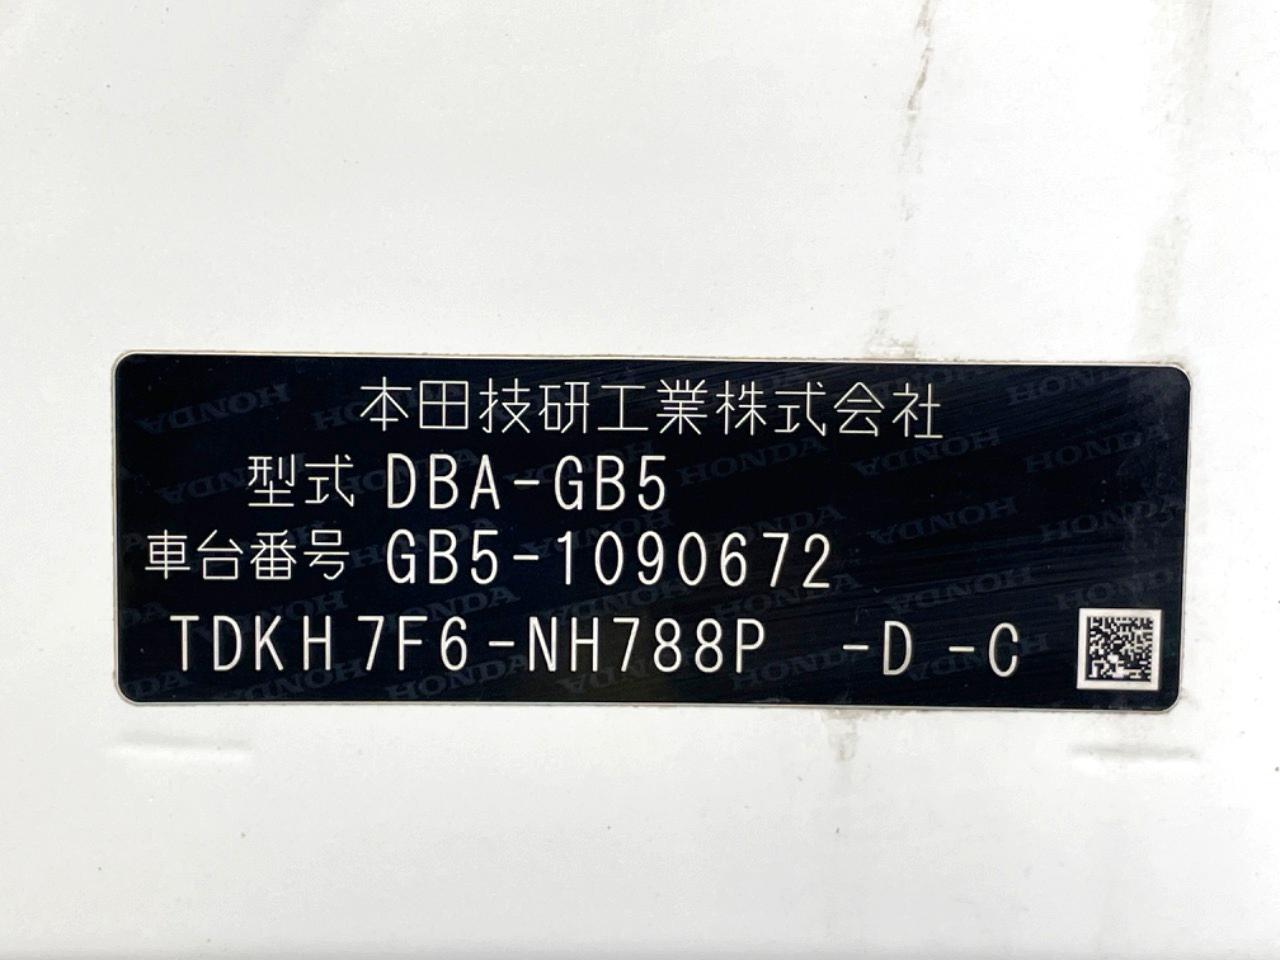 本田技研工業株式会社
型式 DBA-GB5
車台番号 GB5-1090672
TDKH7F6-NH788P -D-C